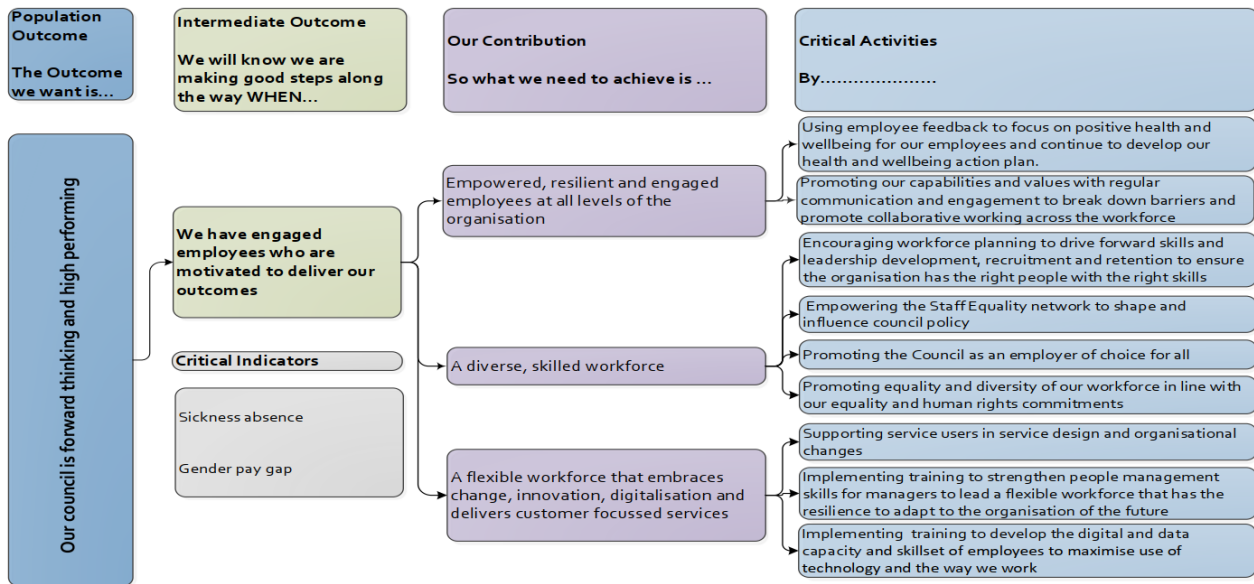 Population
Outcome
The Outcome
we want is...
Intermediate Outcome
We will know we are
making good steps along
the way WHEN...
Our Contribution
So what we need to achieve is ...
Critical Activities
By.....................
Our council is forward thinking and high performing
We have engaged
employees who are
motivated to deliver our
outcomes
Critical Indicators
Sickness absence
Gender pay gap
Empowered, resilient and engaged
employees at all levels of the
organisation
A diverse, skilled workforce
A flexible workforce that embraces
change, innovation, digitalisation and
delivers customer focussed services
Using employee feedback to focus on positive health and
wellbeing for our employees and continue to develop our
health and wellbeing action plan.
Promoting our capabilities and values with regular
communication and engagement to break down barriers and
promote collaborative working across the workforce
Encouraging workforce planning to drive forward skills and
leadership development, recruitment and retention to ensure
the organisation has the right people with the right skills
Empowering the Staff Equality network to shape and
influence council policy
Promoting the Council as an employer of choice for all
Promoting equality and diversity of our workforce in line with
our equality and human rights commitments
Supporting service users in service design and organisational
changes
Implementing training to strengthen people management
skills for managers to lead a flexible workforce that has the
resilience to adapt to the organisation of the future
Implementing training to develop the digital and data
capacity and skillset of employees to maximise use of
technology and the way we work